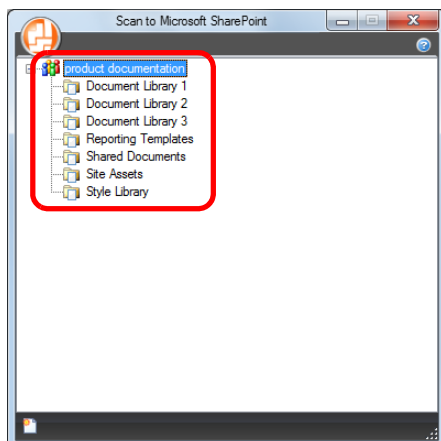 Scan to Microsoft SharePoint
product documentation
Document Library 1
Document Library 2
Document Library 3
Reporting Templates
Shared Documents
Site Assets
Style Library